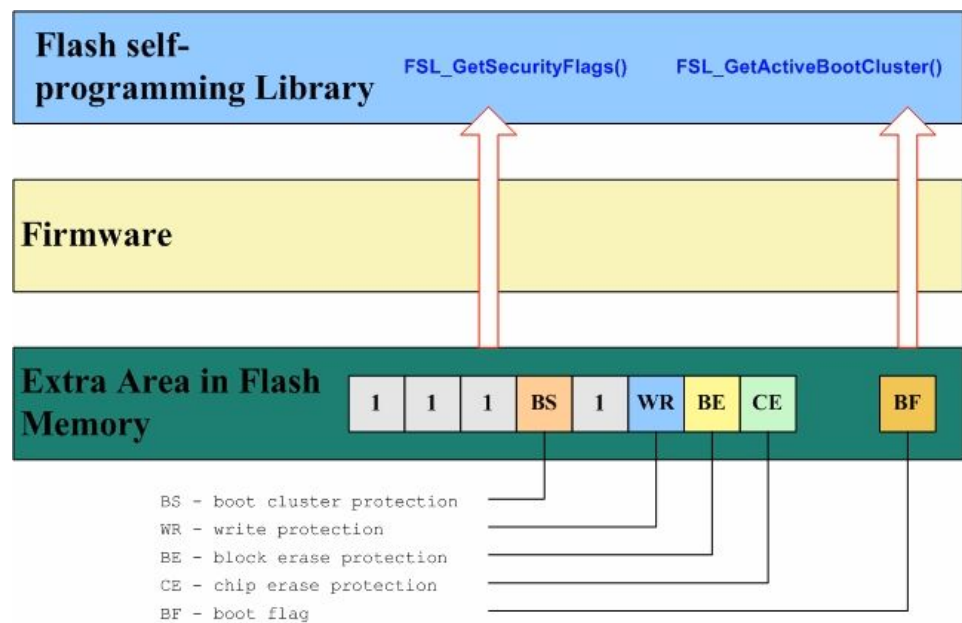 Flash self-
programming Library
FSL_GetSecurityFlags()
FSL_GetActiveBootCluster()
Firmware
Extra Area in Flash
Memory
1 1 1 BS 1 WR BE CE BF
BS - boot cluster protection
WR - write protection
BE - block erase protection
CE - chip erase protection
BF - boot flag